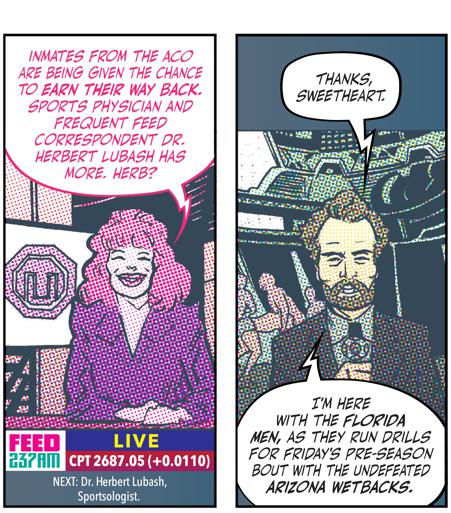 INMATES FROM THE ACO
ARE BEING GIVEN THE CHANCE
TO EARN THEIR WAY BACK.
SPORTS PHYSICIAN AND
FREQUENT FEED
CORRESPONDENT DR.
HERBERT LUBASH HAS
MORE. HERB?
U
FEED
237AM
LIVE
CPT 2687.05 (+0.0110)
NEXT: Dr. Herbert Lubash,
Sportsologist.
THANKS,
SWEETHEART.
I'M HERE
WITH THE FLORIDA
MEN, AS THEY RUN DRILLS
FOR FRIDAY'S PRE-SEASON
BOUT WITH THE UNDEFEATED
ARIZONA WETBACKS.